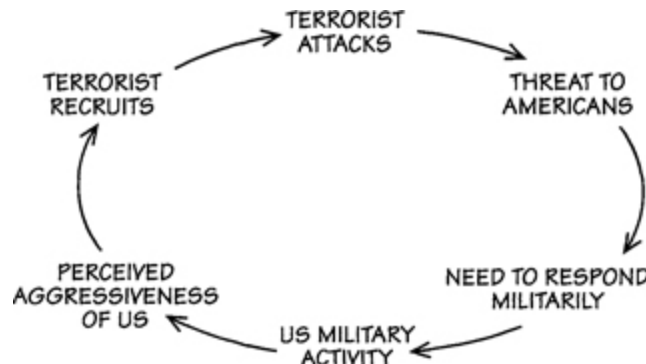 TERRORIST
ATTACKS
THREAT TO
AMERICANS
NEED TO RESPOND
MILITARILY
US MILITARY
ACTIVITY
PERCEIVED
AGGRESSIVENESS
OF US
TERRORIST
RECRUITS